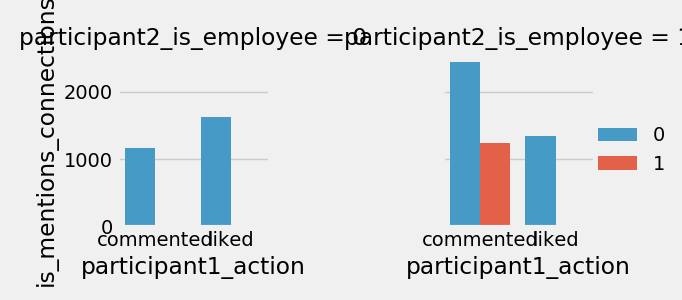 participant2_is_employee = 0
participant2_is_employee = 1
is_mentions_connections
2000
1000
0
commented
liked
commented
liked
participant1_action
participant1_action
0
1